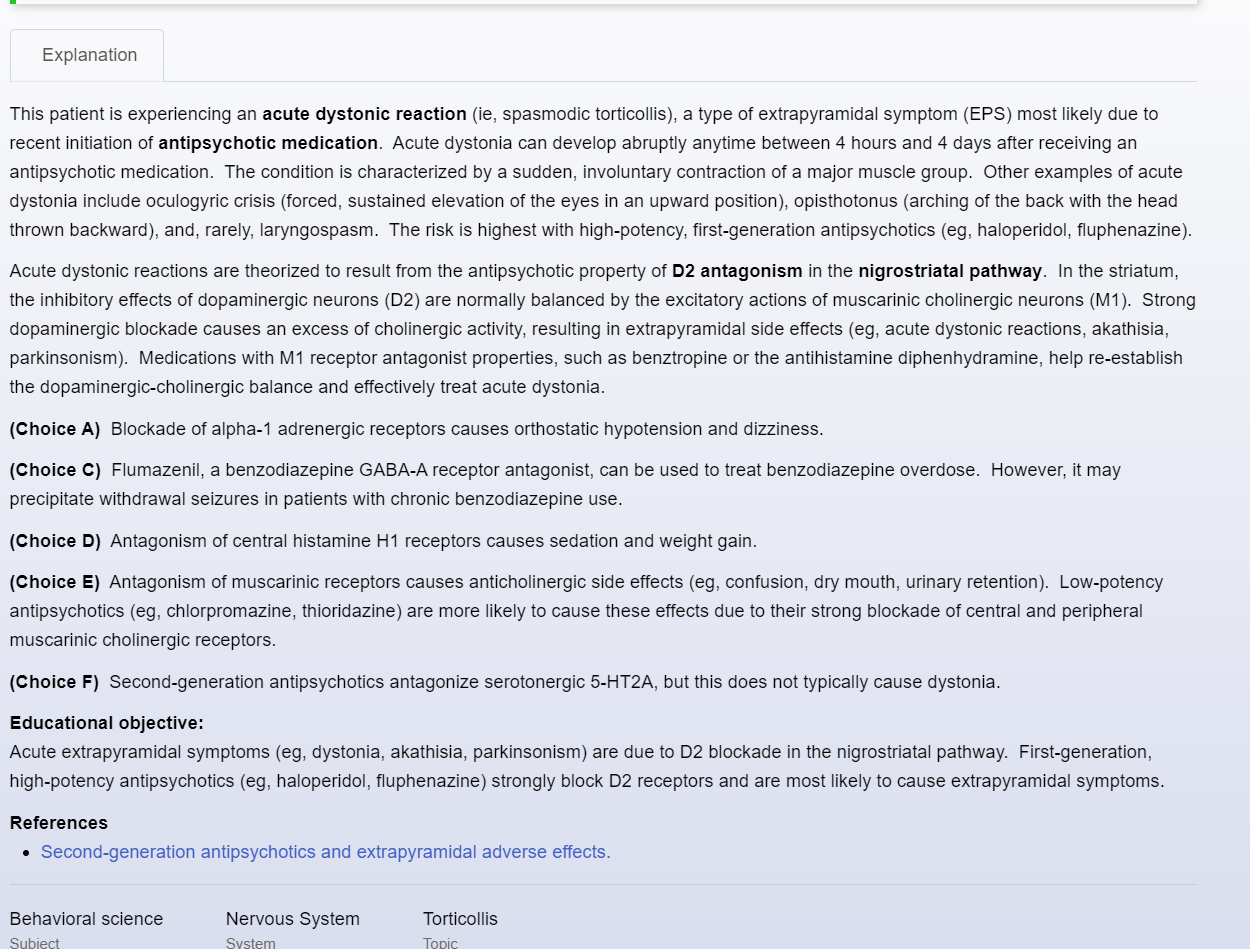 Explanation
This patient is experiencing an acute dystonic reaction (ie, spasmodic torticollis), a type of extrapyramidal symptom (EPS) most likely due to
recent initiation of antipsychotic medication.  Acute dystonia can develop abruptly anytime between 4 hours and 4 days after receiving an
antipsychotic medication.  The condition is characterized by a sudden, involuntary contraction of a major muscle group.  Other examples of acute
dystonia include oculogyric crisis (forced, sustained elevation of the eyes in an upward position), opisthotonus (arching of the back with the head
thrown backward), and, rarely, laryngospasm.  The risk is highest with high-potency, first-generation antipsychotics (eg, haloperidol, fluphenazine).
Acute dystonic reactions are theorized to result from the antipsychotic property of D2 antagonism in the nigrostriatal pathway.  In the striatum,
the inhibitory effects of dopaminergic neurons (D2) are normally balanced by the excitatory actions of muscarinic cholinergic neurons (M1).  Strong
dopaminergic blockade causes an excess of cholinergic activity, resulting in extrapyramidal side effects (eg, acute dystonic reactions, akathisia,
parkinsonism).  Medications with M1 receptor antagonist properties, such as benztropine or the antihistamine diphenhydramine, help re-establish
the dopaminergic-cholinergic balance and effectively treat acute dystonia.
(Choice A)  Blockade of alpha-1 adrenergic receptors causes orthostatic hypotension and dizziness.
(Choice C)  Flumazenil, a benzodiazepine GABA-A receptor antagonist, can be used to treat benzodiazepine overdose.  However, it may
precipitate withdrawal seizures in patients with chronic benzodiazepine use.
(Choice D)  Antagonism of central histamine H1 receptors causes sedation and weight gain.
(Choice E)  Antagonism of muscarinic receptors causes anticholinergic side effects (eg, confusion, dry mouth, urinary retention).  Low-potency
antipsychotics (eg, chlorpromazine, thioridazine) are more likely to cause these effects due to their strong blockade of central and peripheral
muscarinic cholinergic receptors.
(Choice F)  Second-generation antipsychotics antagonize serotonergic 5-HT2A, but this does not typically cause dystonia.
Educational objective:
Acute extrapyramidal symptoms (eg, dystonia, akathisia, parkinsonism) are due to D2 blockade in the nigrostriatal pathway.  First-generation,
high-potency antipsychotics (eg, haloperidol, fluphenazine) strongly block D2 receptors and are most likely to cause extrapyramidal symptoms.
References
• Second-generation antipsychotics and extrapyramidal adverse effects.
Behavioral science Nervous System Torticollis
Subject System Topic